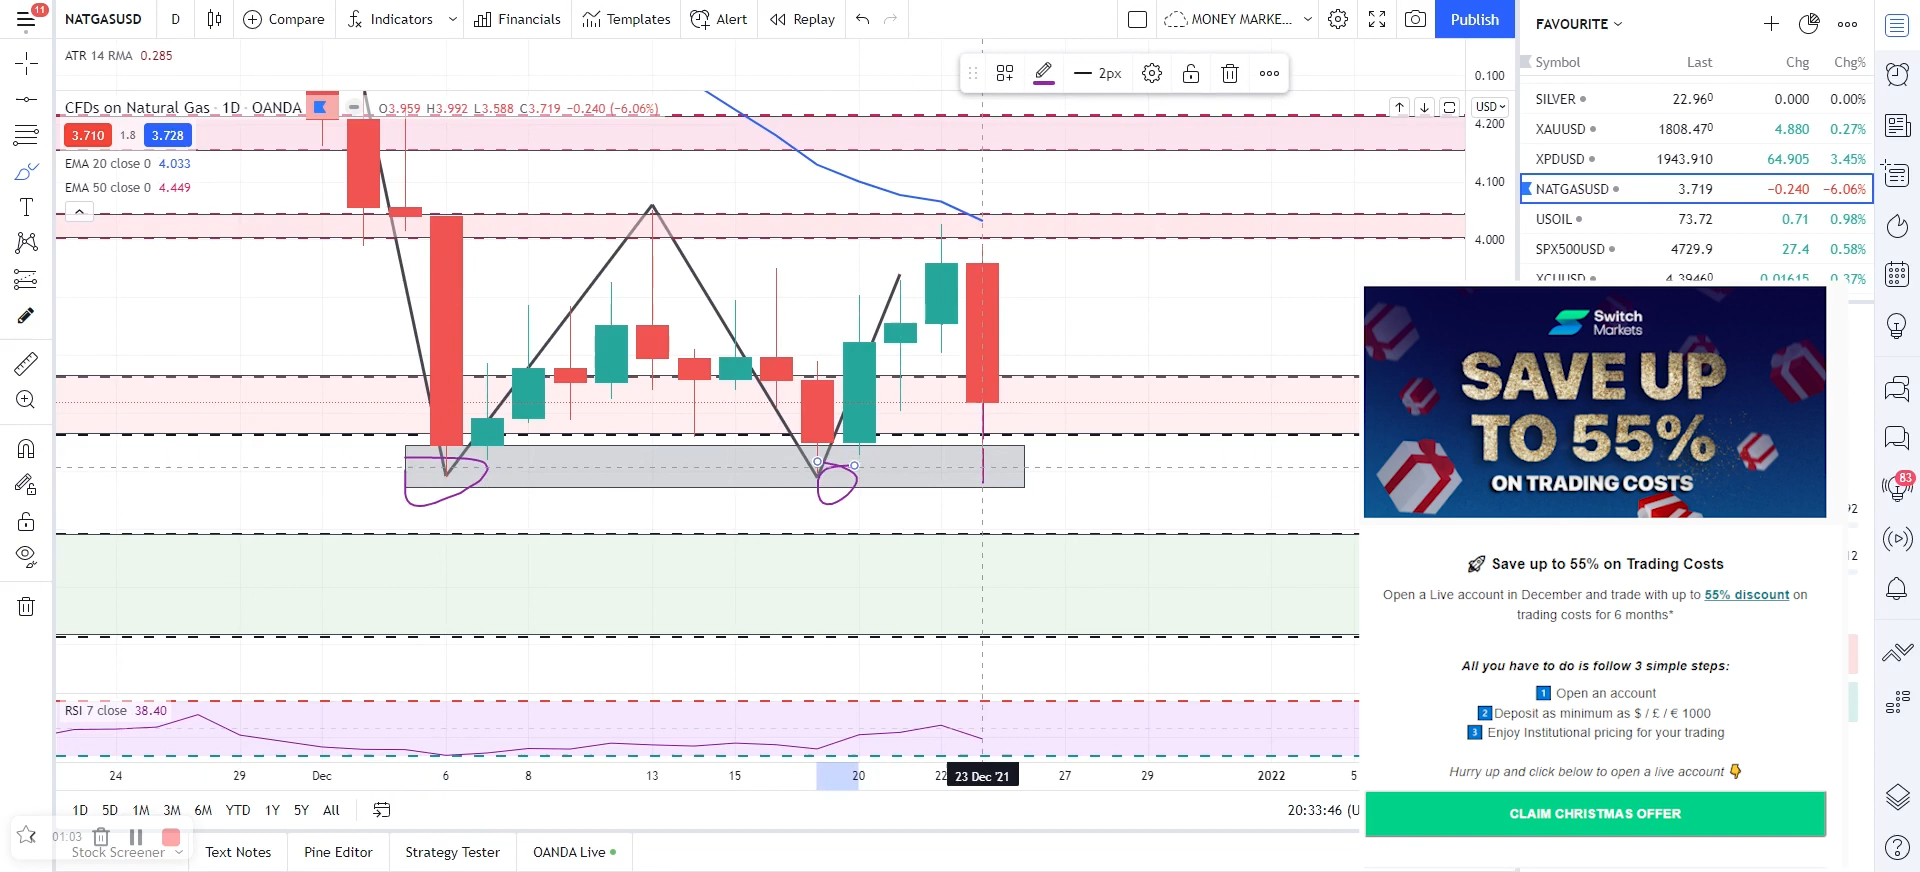 11
NATGASUSD
D
Compare
Indicators
Financials
Templates
Alert
Replay
MONEY MARKE...
Publish
FAVOURITE
ATR 14 RMA 0.285
2px
0.100
Symbol Last Chg Chg%
CFDs on Natural Gas · 1D · OANDA
O3.959 H3.992 L3.588 C3.719 −0.240 (−6.06%)
USD
SILVER 22.960 0.000 0.00%
3.710 1.8 3.728
4.200
XAUUSD 1808.470 4.880 0.27%
EMA 20 close 0 4.033
XPDUSD 1943.910 64.905 3.45%
EMA 50 close 0 4.449
4.100
NATGASUSD 3.719 −0.240 −6.06%
USOIL 73.72 0.71 0.98%
4.000
SPX500USD 4729.9 27.4 0.58%
XCUUSD 4.39460 0.01615 0.37%
Switch
Markets
SAVE UP
TO 55%
ON TRADING COSTS
83
92
12
Save up to 55% on Trading Costs
Open a Live account in December and trade with up to 55% discount on
trading costs for 6 months*
All you have to do is follow 3 simple steps:
1 Open an account
2 Deposit as minimum as $ / £ / € 1000
3 Enjoy Institutional pricing for your trading
Hurry up and click below to open a live account
CLAIM CHRISTMAS OFFER
RSI 7 close 38.40
24 29 Dec 6 8 13 15 20 22 23 Dec '21 27 29 2022 5
1D 5D 1M 3M 6M YTD 1Y 5Y All
20:33:46 (U
01:03
Stock Screener
Text Notes
Pine Editor
Strategy Tester
OANDA Live